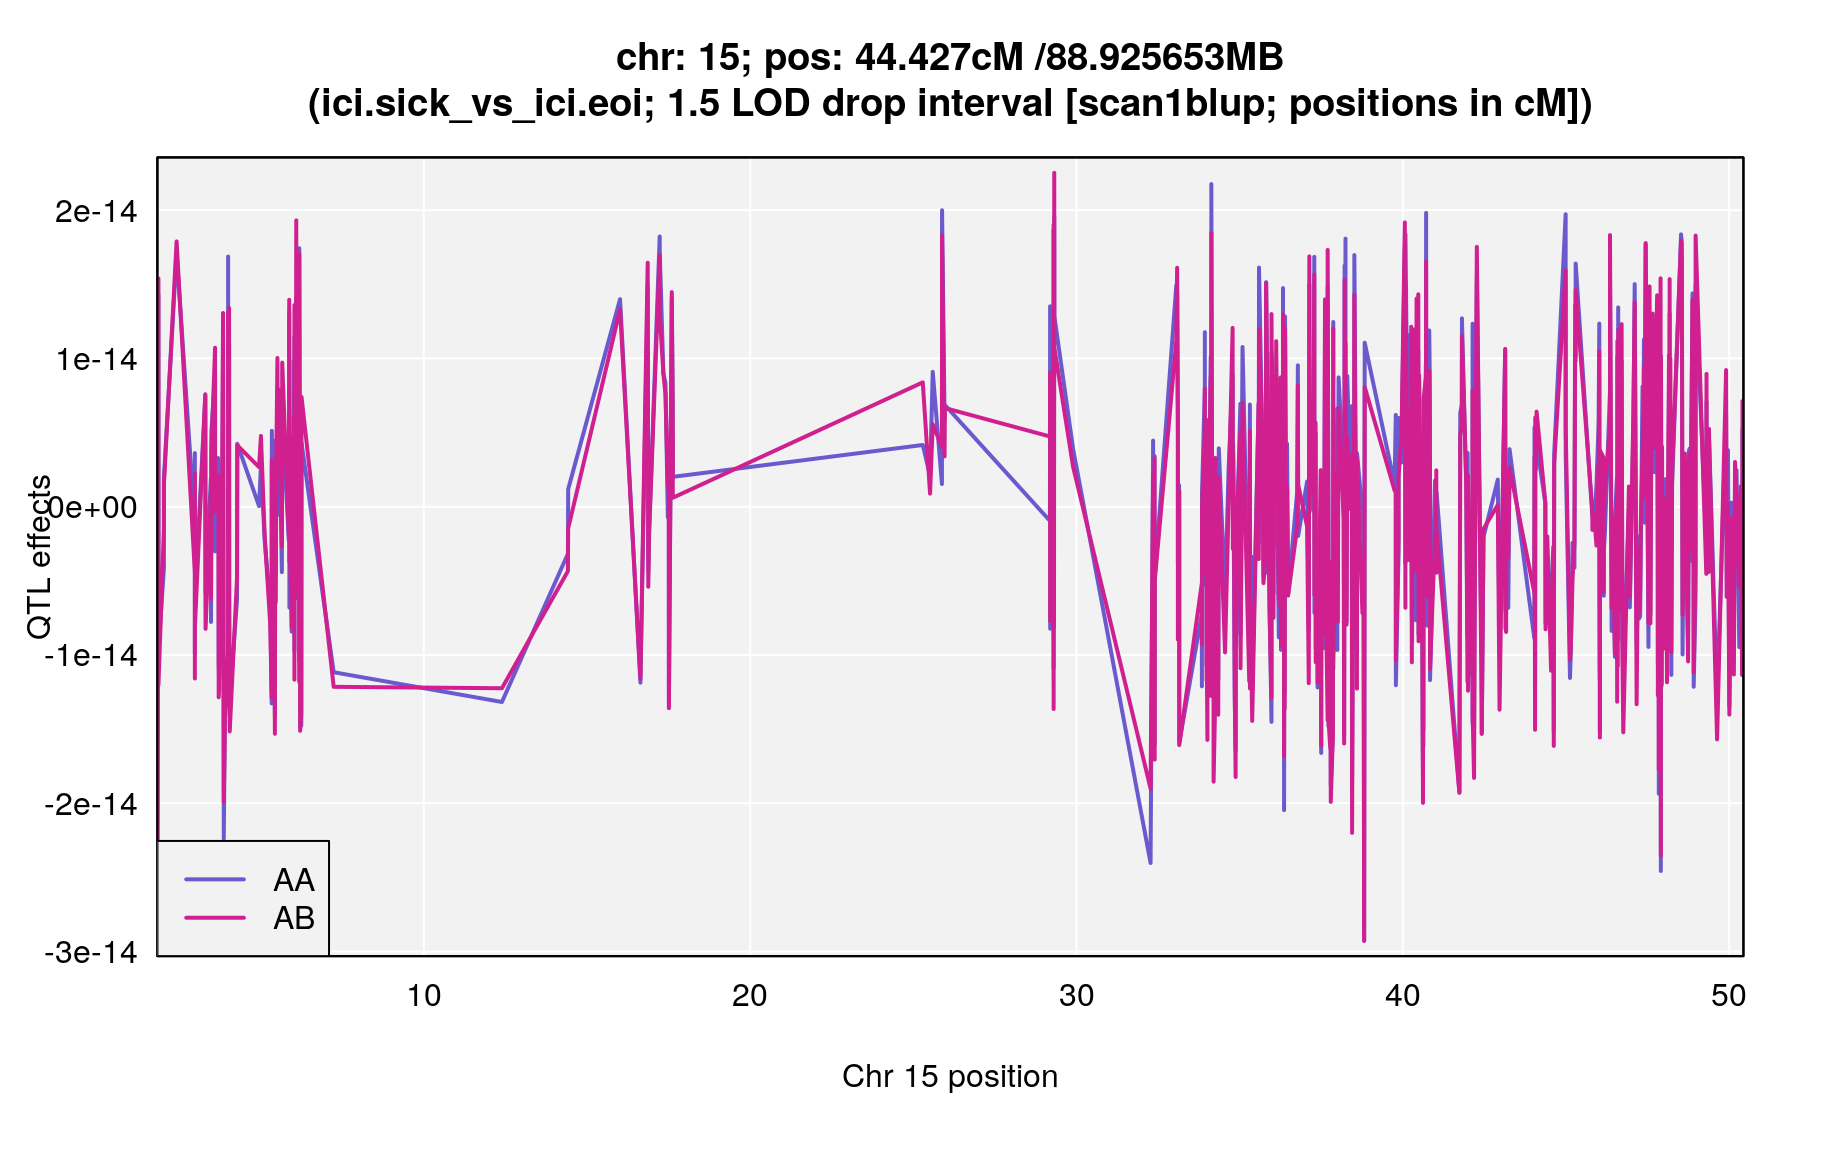 chr: 15; pos: 44.427cM /88.925653MB
(ici.sick_vs_ici.eoi; 1.5 LOD drop interval [scan1blup; positions in cM])
QTL effects
2e-14
1e-14
0e+00
-1e-14
-2e-14
-3e-14
AA
AB
10
20
30
40
50
Chr 15 position